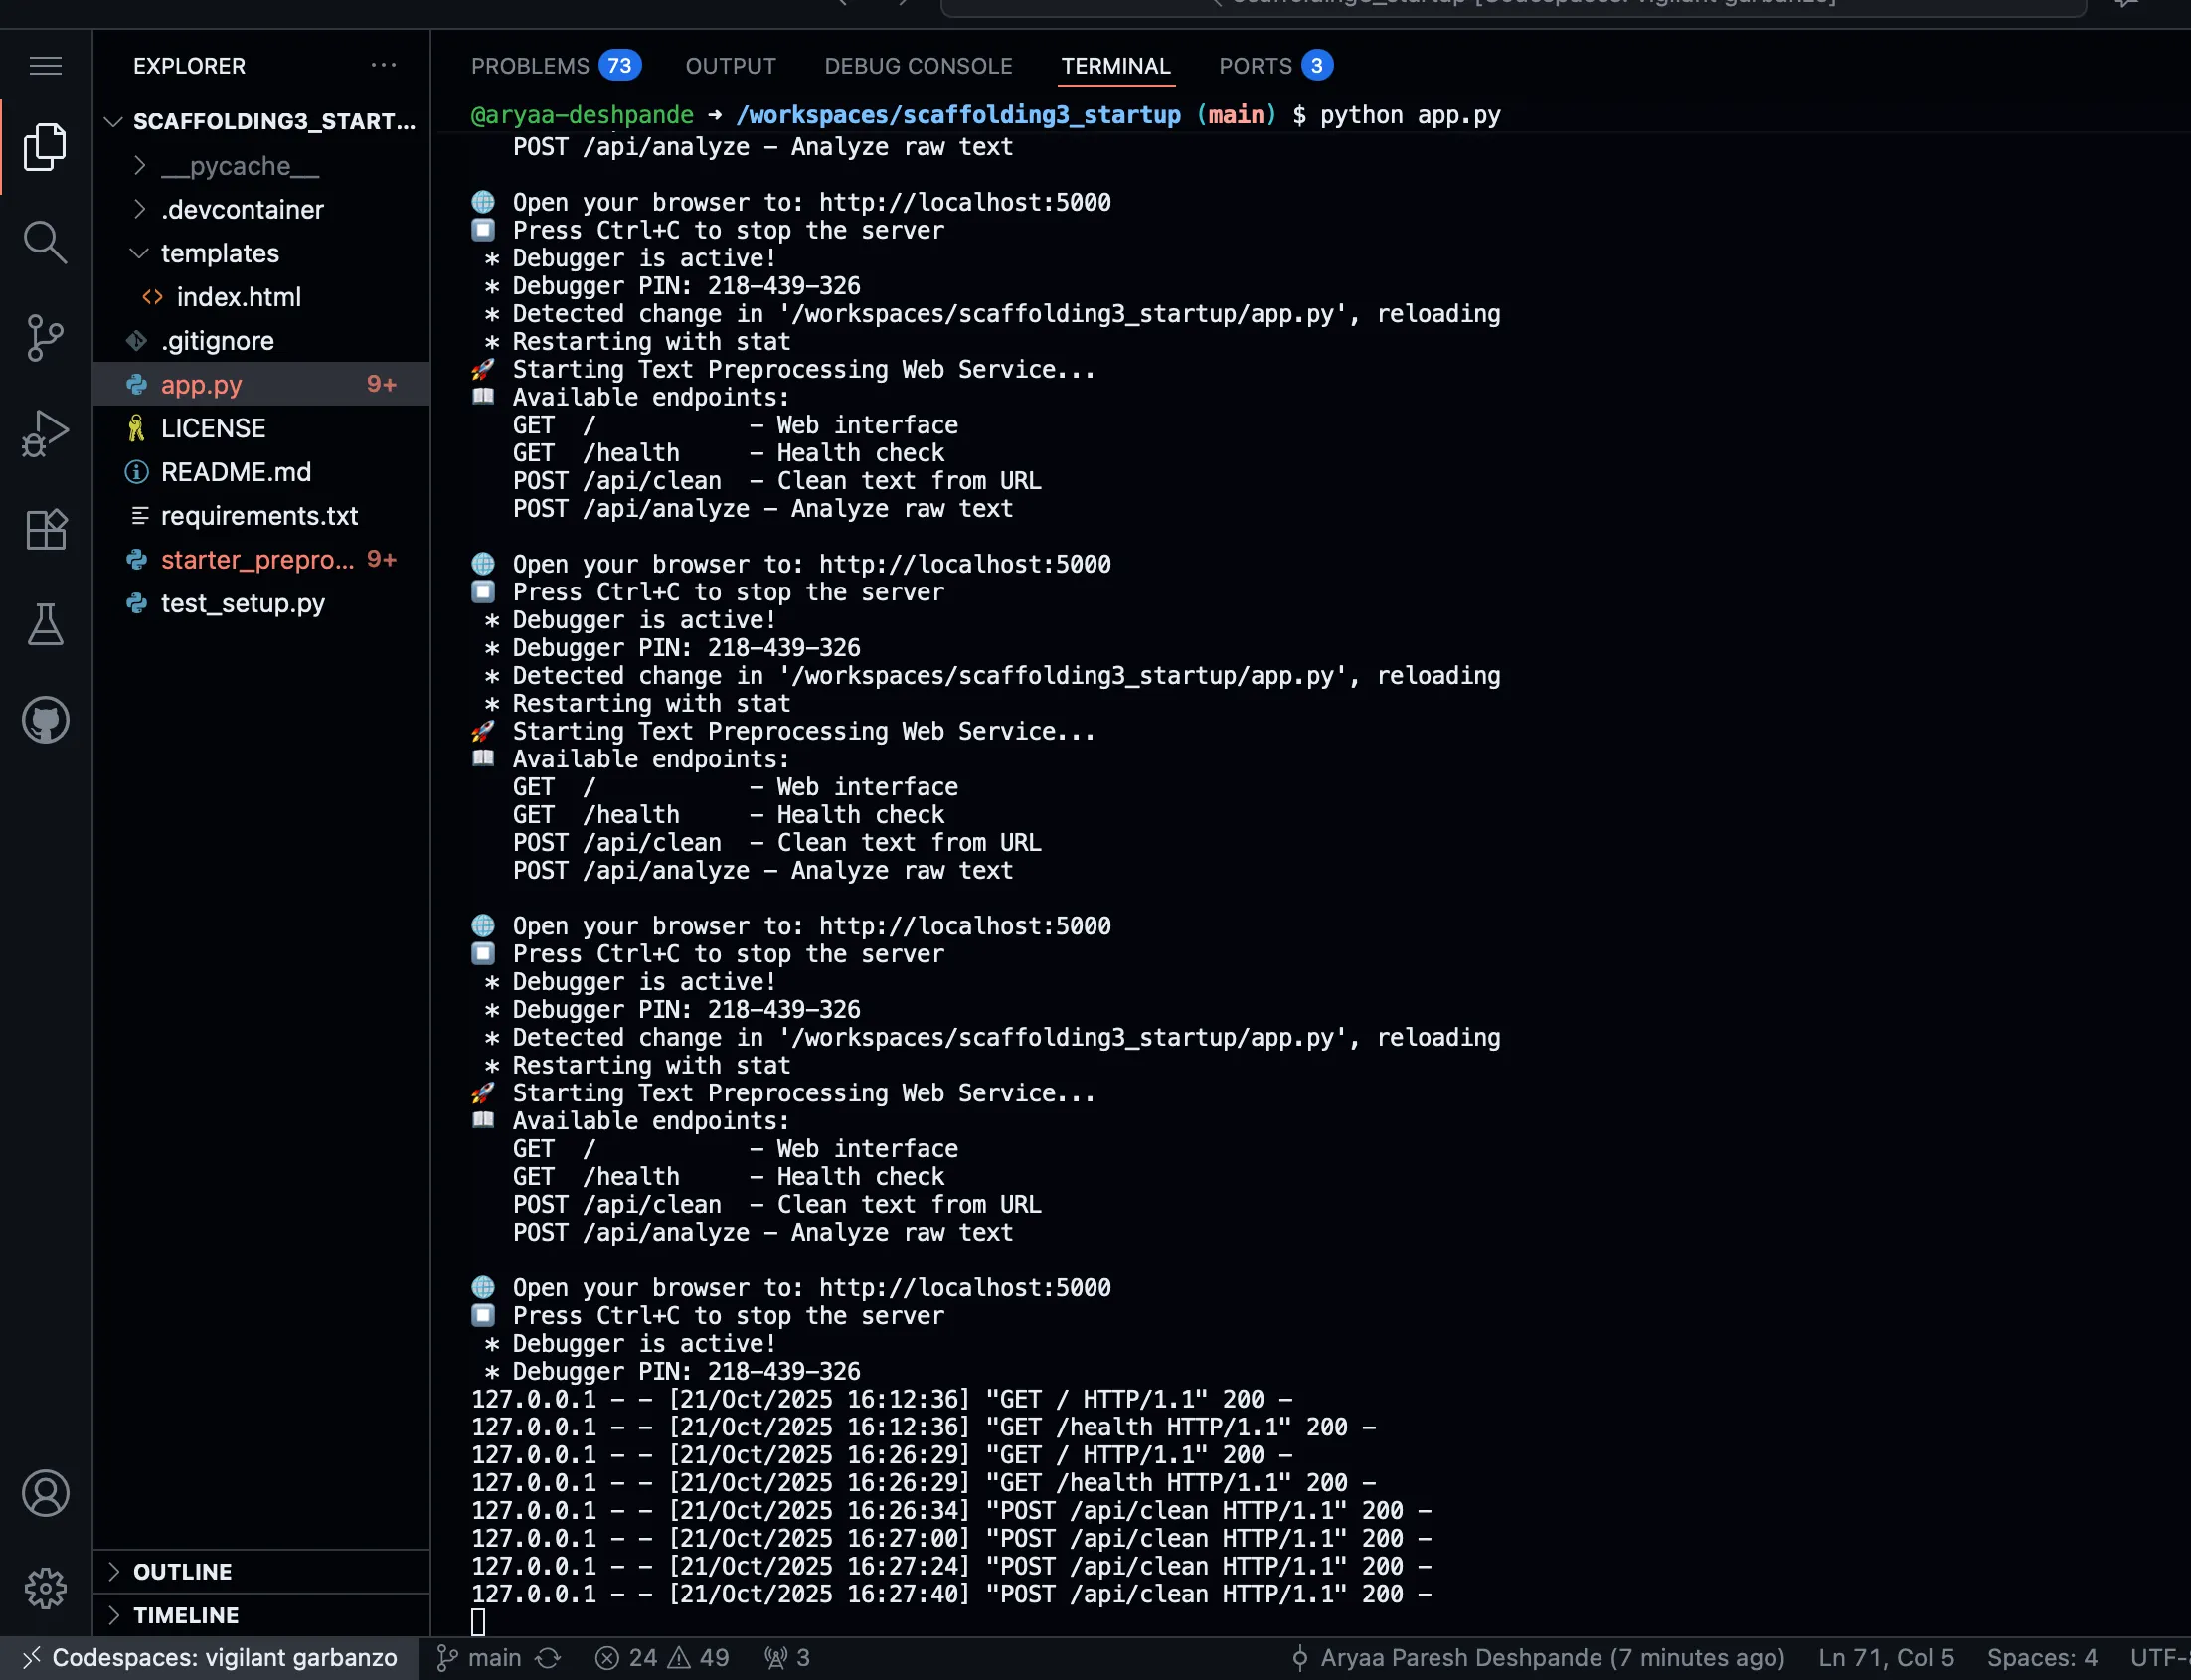 scaffolding3_startup [Codespaces: vigilant garbanzo]
EXPLORER
SCAFFOLDING3_START...
__pycache__
.devcontainer
templates
index.html
.gitignore
app.py 9+
LICENSE
README.md
requirements.txt
starter_prepro... 9+
test_setup.py
OUTLINE
TIMELINE
PROBLEMS 73 OUTPUT DEBUG CONSOLE TERMINAL PORTS 3
@aryaa-deshpande ➜ /workspaces/scaffolding3_startup (main) $ python app.py
POST /api/analyze - Analyze raw text
🌐 Open your browser to: http://localhost:5000
⏹️ Press Ctrl+C to stop the server
* Debugger is active!
* Debugger PIN: 218-439-326
* Detected change in '/workspaces/scaffolding3_startup/app.py', reloading
* Restarting with stat
🚀 Starting Text Preprocessing Web Service...
📖 Available endpoints:
GET / - Web interface
GET /health - Health check
POST /api/clean - Clean text from URL
POST /api/analyze - Analyze raw text
🌐 Open your browser to: http://localhost:5000
⏹️ Press Ctrl+C to stop the server
* Debugger is active!
* Debugger PIN: 218-439-326
* Detected change in '/workspaces/scaffolding3_startup/app.py', reloading
* Restarting with stat
🚀 Starting Text Preprocessing Web Service...
📖 Available endpoints:
GET / - Web interface
GET /health - Health check
POST /api/clean - Clean text from URL
POST /api/analyze - Analyze raw text
🌐 Open your browser to: http://localhost:5000
⏹️ Press Ctrl+C to stop the server
* Debugger is active!
* Debugger PIN: 218-439-326
* Detected change in '/workspaces/scaffolding3_startup/app.py', reloading
* Restarting with stat
🚀 Starting Text Preprocessing Web Service...
📖 Available endpoints:
GET / - Web interface
GET /health - Health check
POST /api/clean - Clean text from URL
POST /api/analyze - Analyze raw text
🌐 Open your browser to: http://localhost:5000
⏹️ Press Ctrl+C to stop the server
* Debugger is active!
* Debugger PIN: 218-439-326
127.0.0.1 - - [21/Oct/2025 16:12:36] "GET / HTTP/1.1" 200 -
127.0.0.1 - - [21/Oct/2025 16:12:36] "GET /health HTTP/1.1" 200 -
127.0.0.1 - - [21/Oct/2025 16:26:29] "GET / HTTP/1.1" 200 -
127.0.0.1 - - [21/Oct/2025 16:26:29] "GET /health HTTP/1.1" 200 -
127.0.0.1 - - [21/Oct/2025 16:26:34] "POST /api/clean HTTP/1.1" 200 -
127.0.0.1 - - [21/Oct/2025 16:27:00] "POST /api/clean HTTP/1.1" 200 -
127.0.0.1 - - [21/Oct/2025 16:27:24] "POST /api/clean HTTP/1.1" 200 -
127.0.0.1 - - [21/Oct/2025 16:27:40] "POST /api/clean HTTP/1.1" 200 -
Codespaces: vigilant garbanzo main 24 49 3 Aryaa Paresh Deshpande (7 minutes ago) Ln 71, Col 5 Spaces: 4